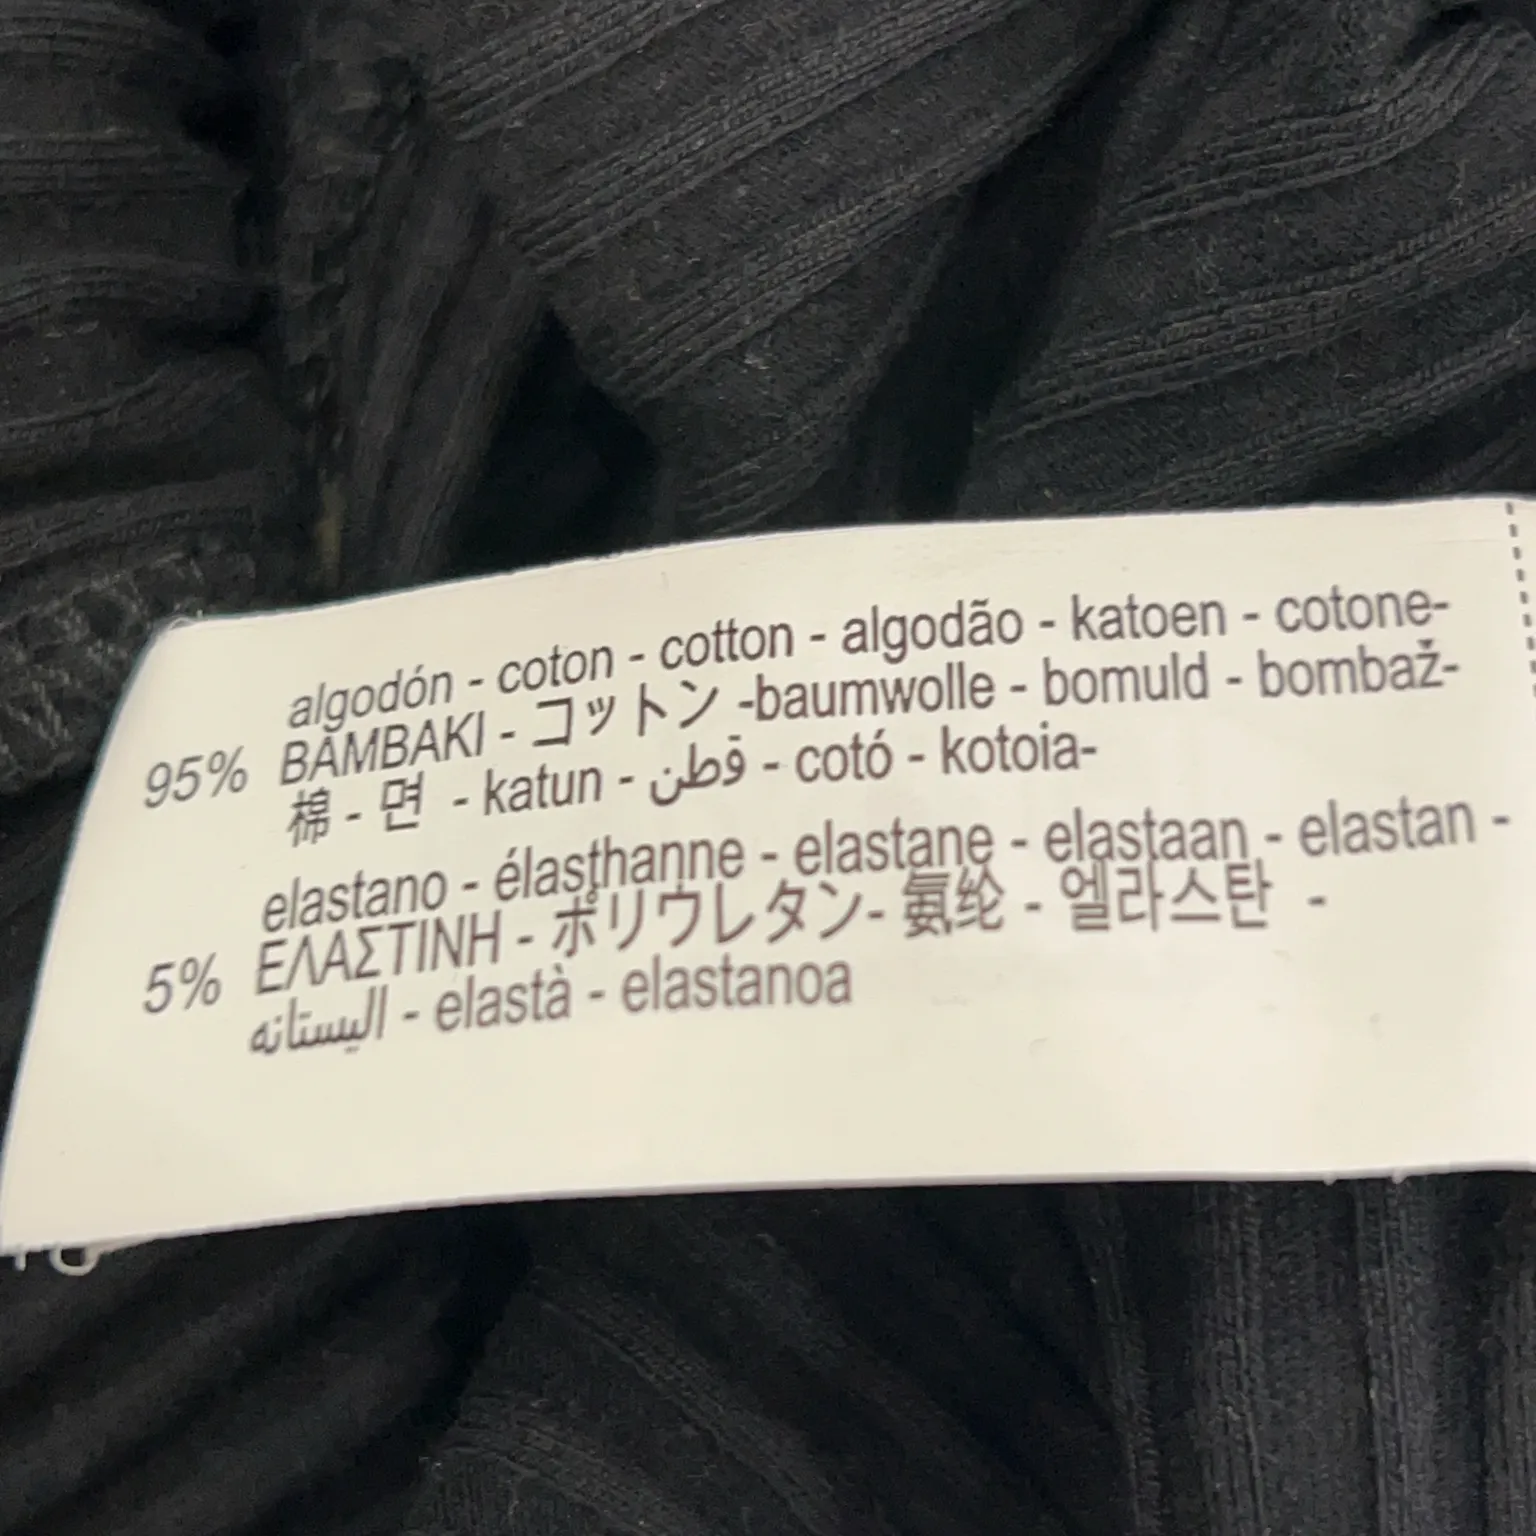 algodón - coton - cotton - algodão - katoen - cotone-
95% BAMBAKI - コットン -baumwolle - bomuld - bombaž-
棉 - 면 - katun - قطن - cotó - kotoia-
elastano - élasthanne - elastane - elastaan - elastan -
5% ΕΛΑΣΤΙΝΗ - ポリウレタン- 氨纶 - 엘라스탄 -
اليستانه - elastà - elastanoa